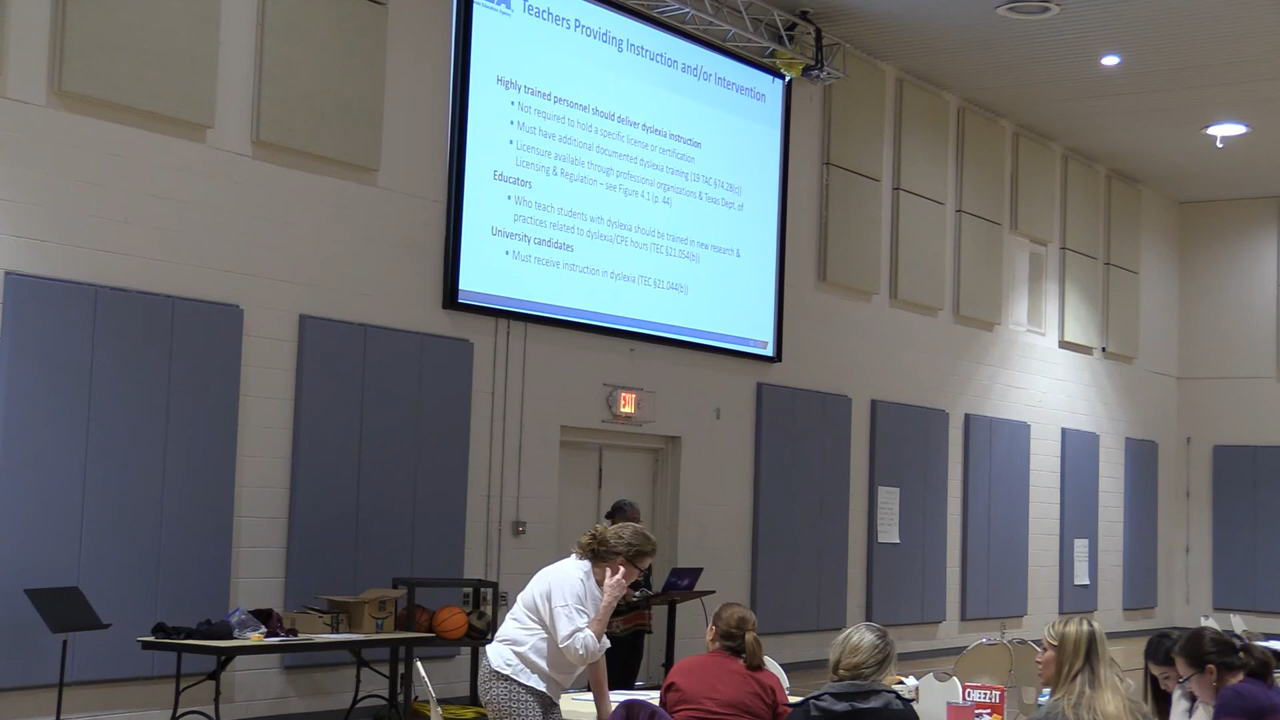 Teachers Providing Instruction and/or Intervention
Highly trained personnel should deliver dyslexia instruction
▪ Not required to hold a specific license or certification
▪ Must have additional documented dyslexia training (19 TAC §74.28(c))
▪ Licensure available through professional organizations & Texas Dept. of
Licensing & Regulation – see Figure 4.1 (p. 44)
Educators
▪ Who teach students with dyslexia should be trained in new research &
practices related to dyslexia/CPE hours (TEC §21.054(b))
University candidates
▪ Must receive instruction in dyslexia (TEC §21.044(b))
EXIT
CHEEZ-IT